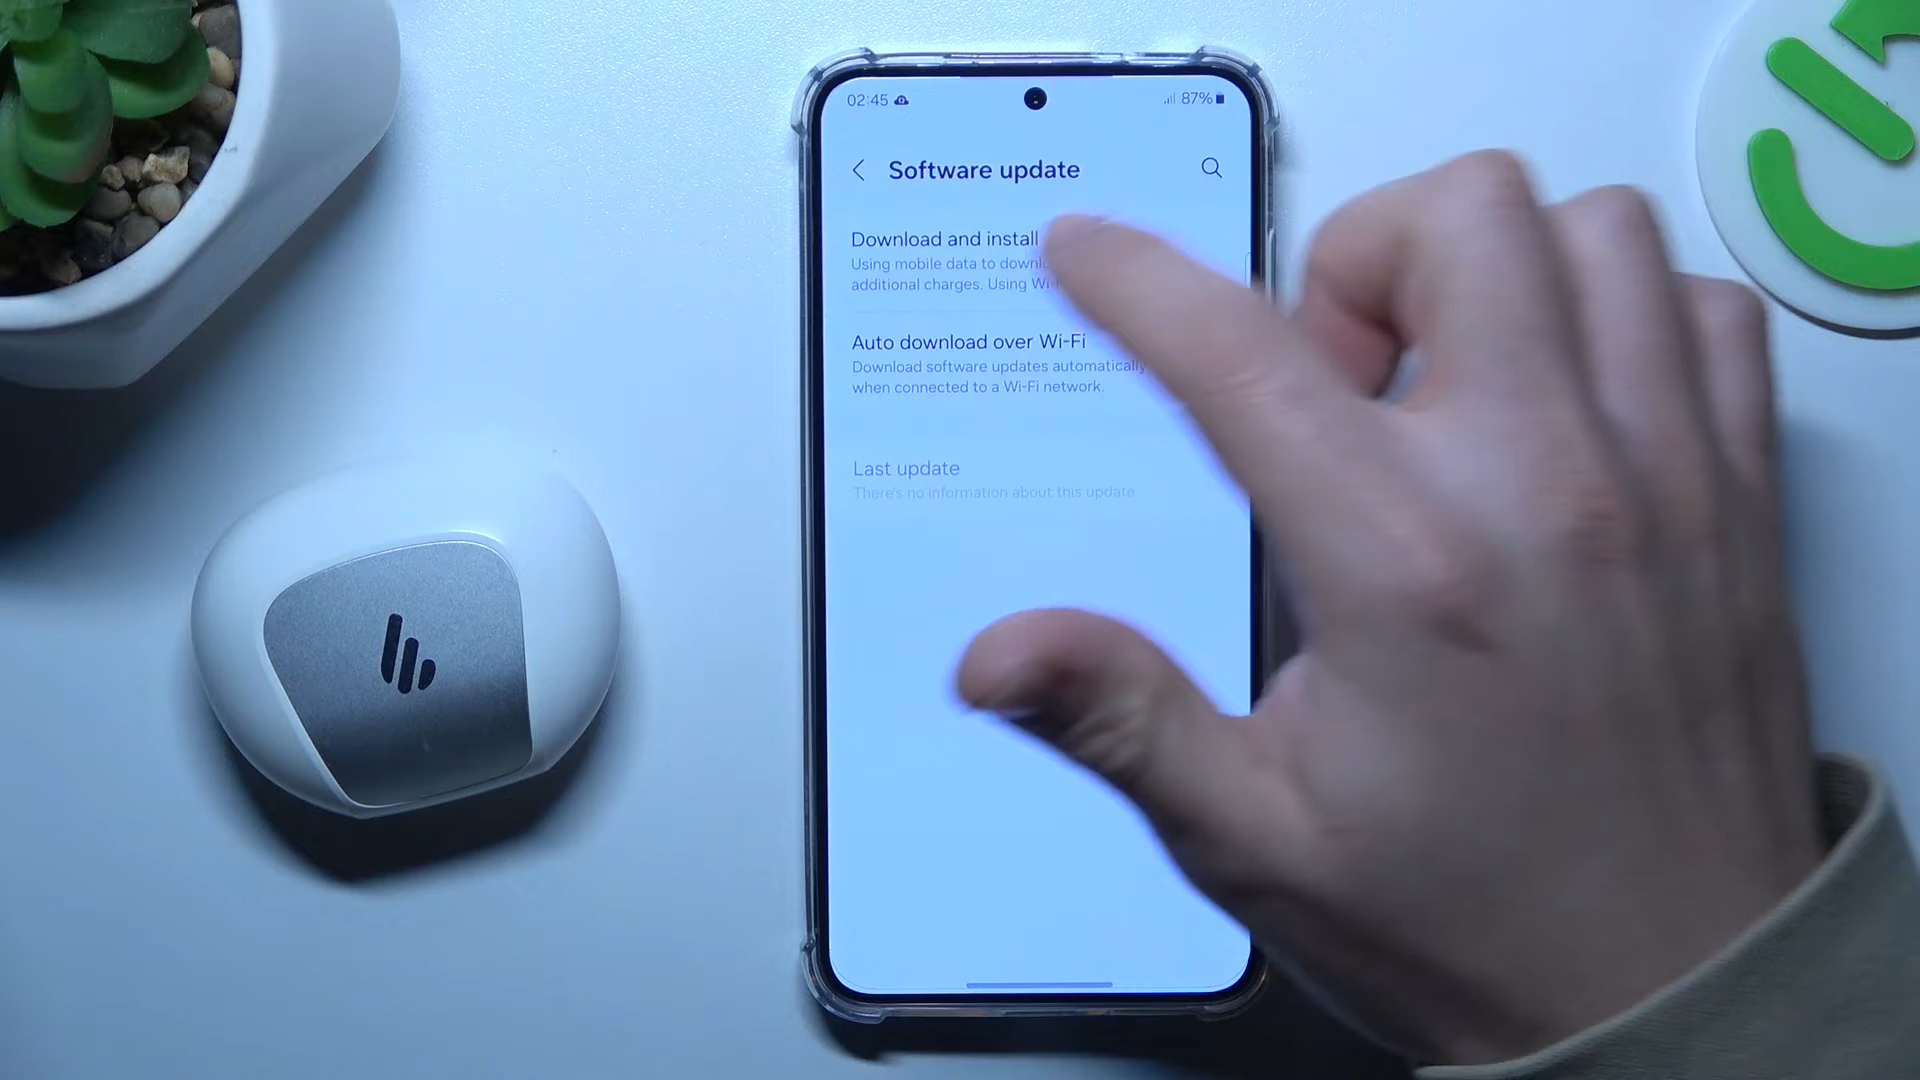 02:45
87%
Software update
Download and install
Using mobile data to
additional charges. Using
Auto download over Wi-Fi
Download software updates automatically
when connected to a Wi-Fi network.
Last update
There's no information about this update